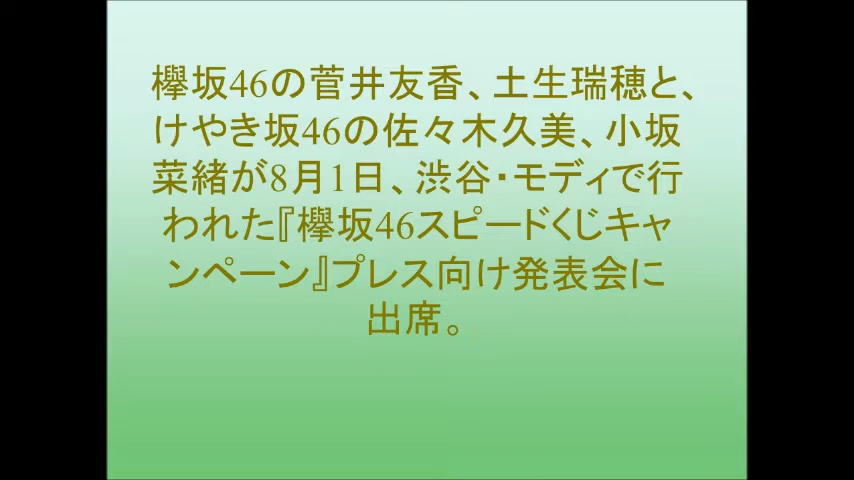 欅坂46の菅井友香、土生瑞穂と、
けやき坂46の佐々木久美、小坂
菜緒が8月1日、渋谷・モディで行
われた『欅坂46スピードくじキャ
ンペーン』プレス向け発表会に
出席。